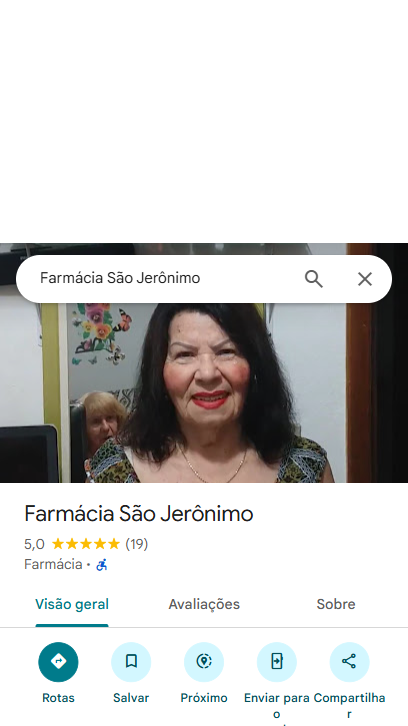 Farmácia São Jerônimo
Farmácia São Jerônimo
5,0 ★★★★★ (19)
Farmácia ·
Visão geral Avaliações Sobre
Rotas Salvar Próximo Enviar para Compartilha
o r